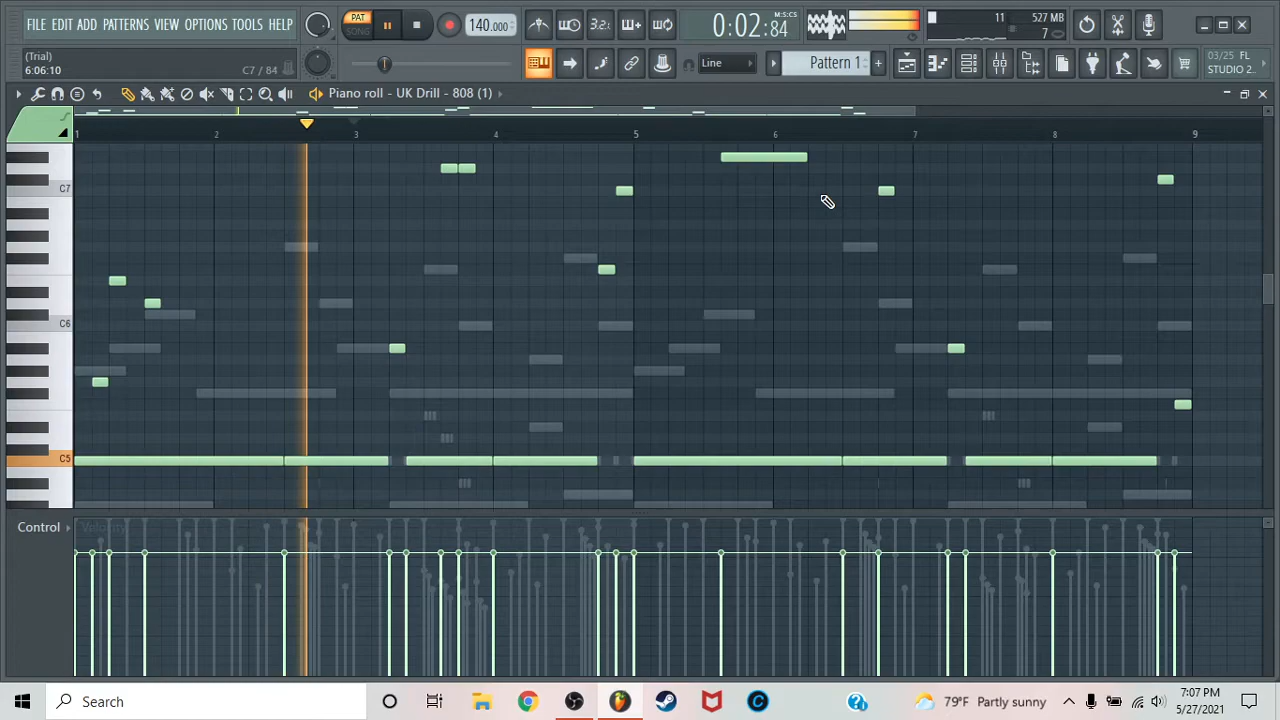 FILE EDIT ADD PATTERNS VIEW OPTIONS TOOLS HELP
PAT
SONG
140.000
3.2.
0:02:84
M:S:CS
11
527 MB
7
(Trial)
6:06:10
C7 / 84
Line
Pattern 1
03/25 FL
STUDIO 2..
Piano roll - UK Drill - 808 (1)
1 2 3 4 5 6 7 8 9
C7
C6
C5
Control
Velocity
Search
79°F Partly sunny
7:07 PM
5/27/2021